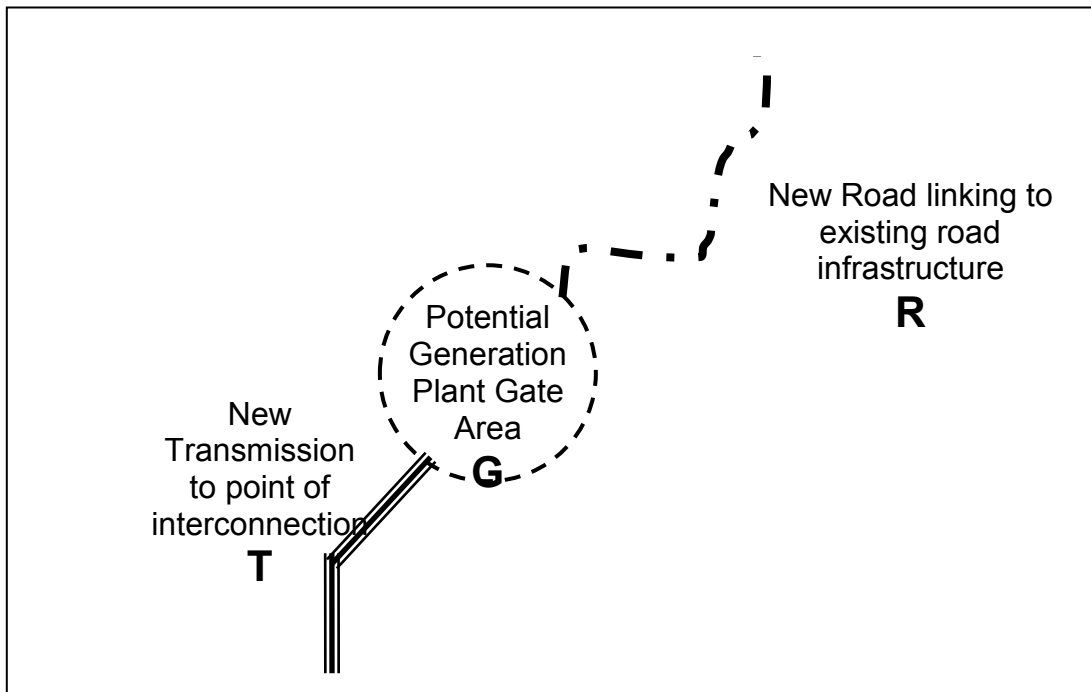 New Road linking to
existing road
infrastructure
R
Potential
Generation
Plant Gate
Area
G
New
Transmission
to point of
interconnection
T